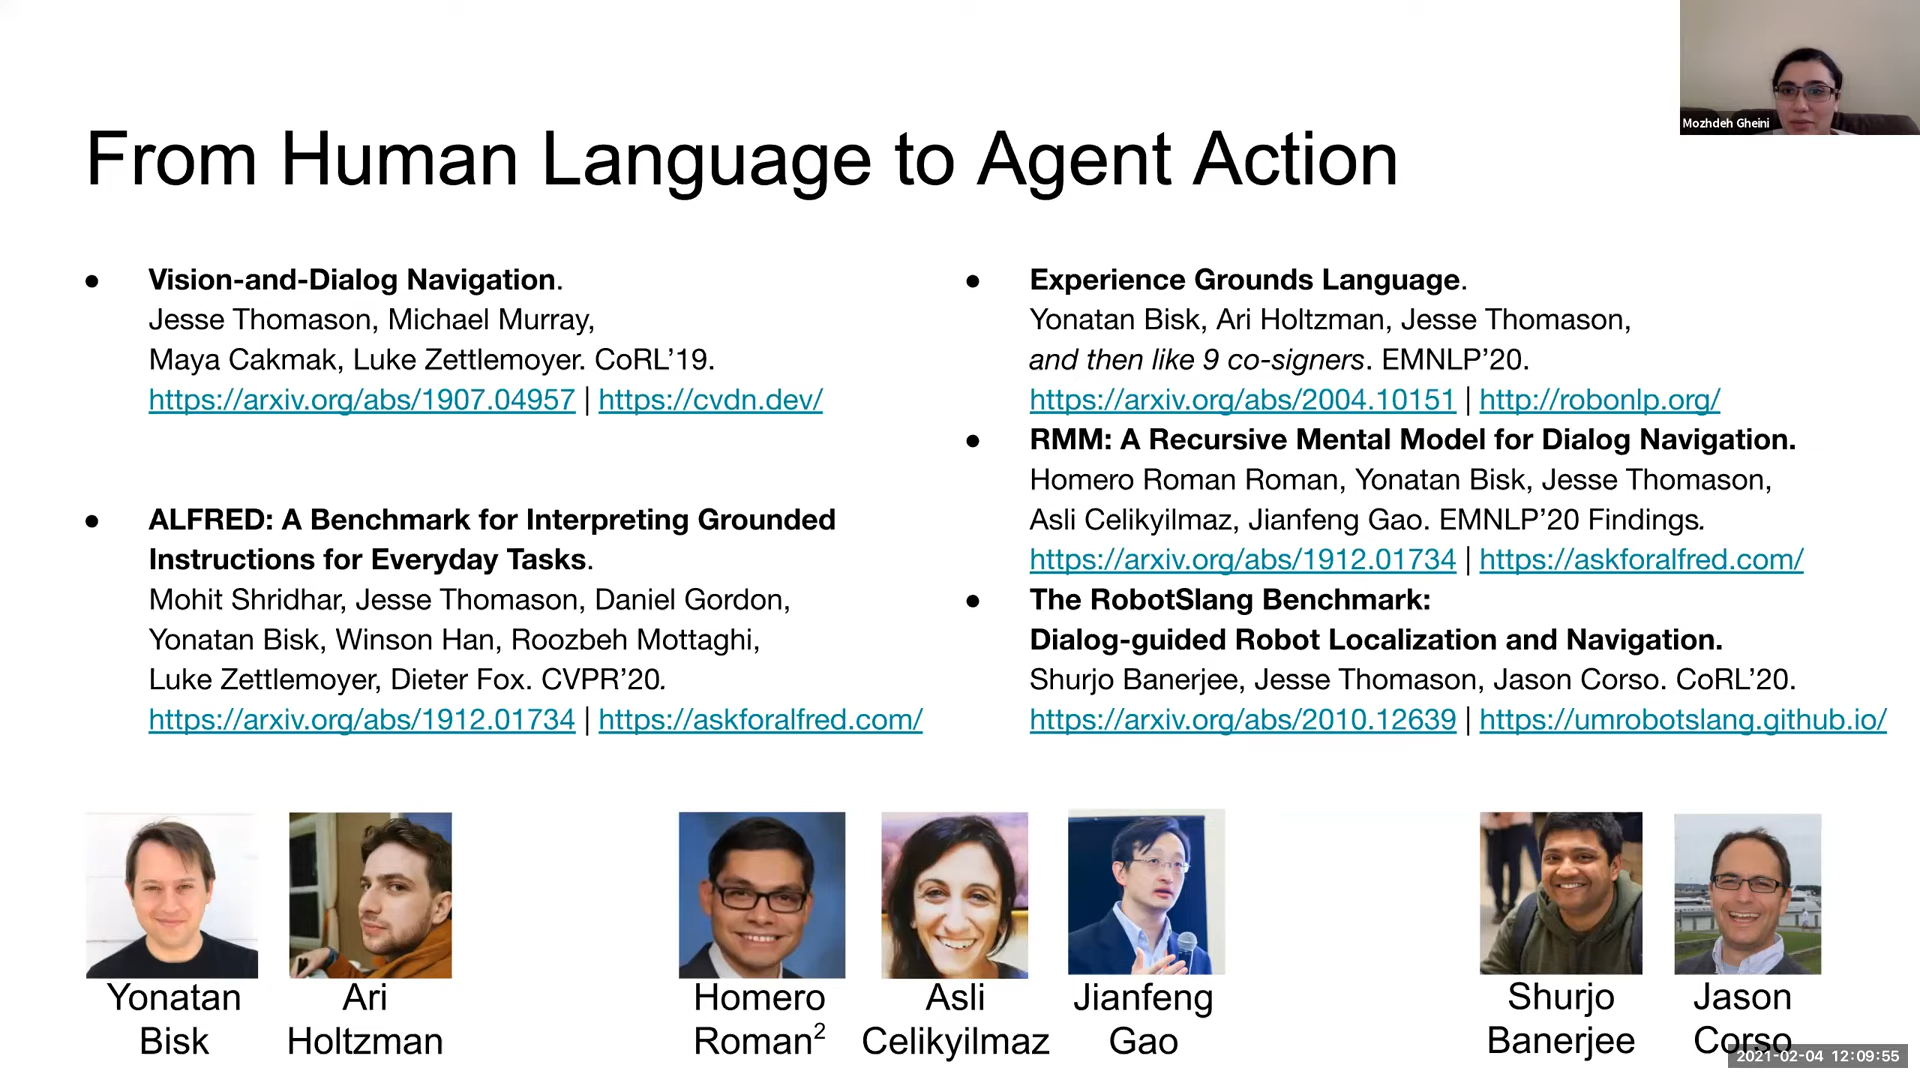 Mozhdeh Gheini
From Human Language to Agent Action
● Vision-and-Dialog Navigation.
Jesse Thomason, Michael Murray,
Maya Cakmak, Luke Zettlemoyer. CoRL’19.
https://arxiv.org/abs/1907.04957 | https://cvdn.dev/
● ALFRED: A Benchmark for Interpreting Grounded
Instructions for Everyday Tasks.
Mohit Shridhar, Jesse Thomason, Daniel Gordon,
Yonatan Bisk, Winson Han, Roozbeh Mottaghi,
Luke Zettlemoyer, Dieter Fox. CVPR’20.
https://arxiv.org/abs/1912.01734 | https://askforalfred.com/
● Experience Grounds Language.
Yonatan Bisk, Ari Holtzman, Jesse Thomason,
and then like 9 co-signers. EMNLP’20.
https://arxiv.org/abs/2004.10151 | http://robonlp.org/
● RMM: A Recursive Mental Model for Dialog Navigation.
Homero Roman Roman, Yonatan Bisk, Jesse Thomason,
Asli Celikyilmaz, Jianfeng Gao. EMNLP’20 Findings.
https://arxiv.org/abs/1912.01734 | https://askforalfred.com/
● The RobotSlang Benchmark:
Dialog-guided Robot Localization and Navigation.
Shurjo Banerjee, Jesse Thomason, Jason Corso. CoRL’20.
https://arxiv.org/abs/2010.12639 | https://umrobotslang.github.io/
Yonatan
Bisk
Ari
Holtzman
Homero
Roman²
Asli
Celikyilmaz
Jianfeng
Gao
Shurjo
Banerjee
Jason
Corso
2021-02-04 12:09:55